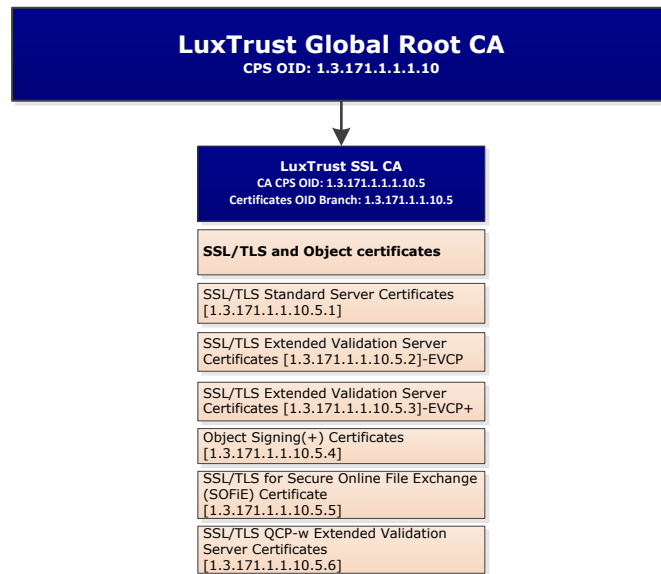 LuxTrust Global Root CA
CPS OID: 1.3.171.1.1.1.10
LuxTrust SSL CA
CA CPS OID: 1.3.171.1.1.1.10.5
Certificates OID Branch: 1.3.171.1.1.10.5
SSL/TLS and Object certificates
SSL/TLS Standard Server Certificates
[1.3.171.1.1.10.5.1]
SSL/TLS Extended Validation Server
Certificates [1.3.171.1.1.10.5.2]-EVCP
SSL/TLS Extended Validation Server
Certificates [1.3.171.1.1.10.5.3]-EVCP+
Object Signing(+) Certificates
[1.3.171.1.1.10.5.4]
SSL/TLS for Secure Online File Exchange
(SOFiE) Certificate
[1.3.171.1.1.10.5.5]
SSL/TLS QCP-w Extended Validation
Server Certificates
[1.3.171.1.1.10.5.6]